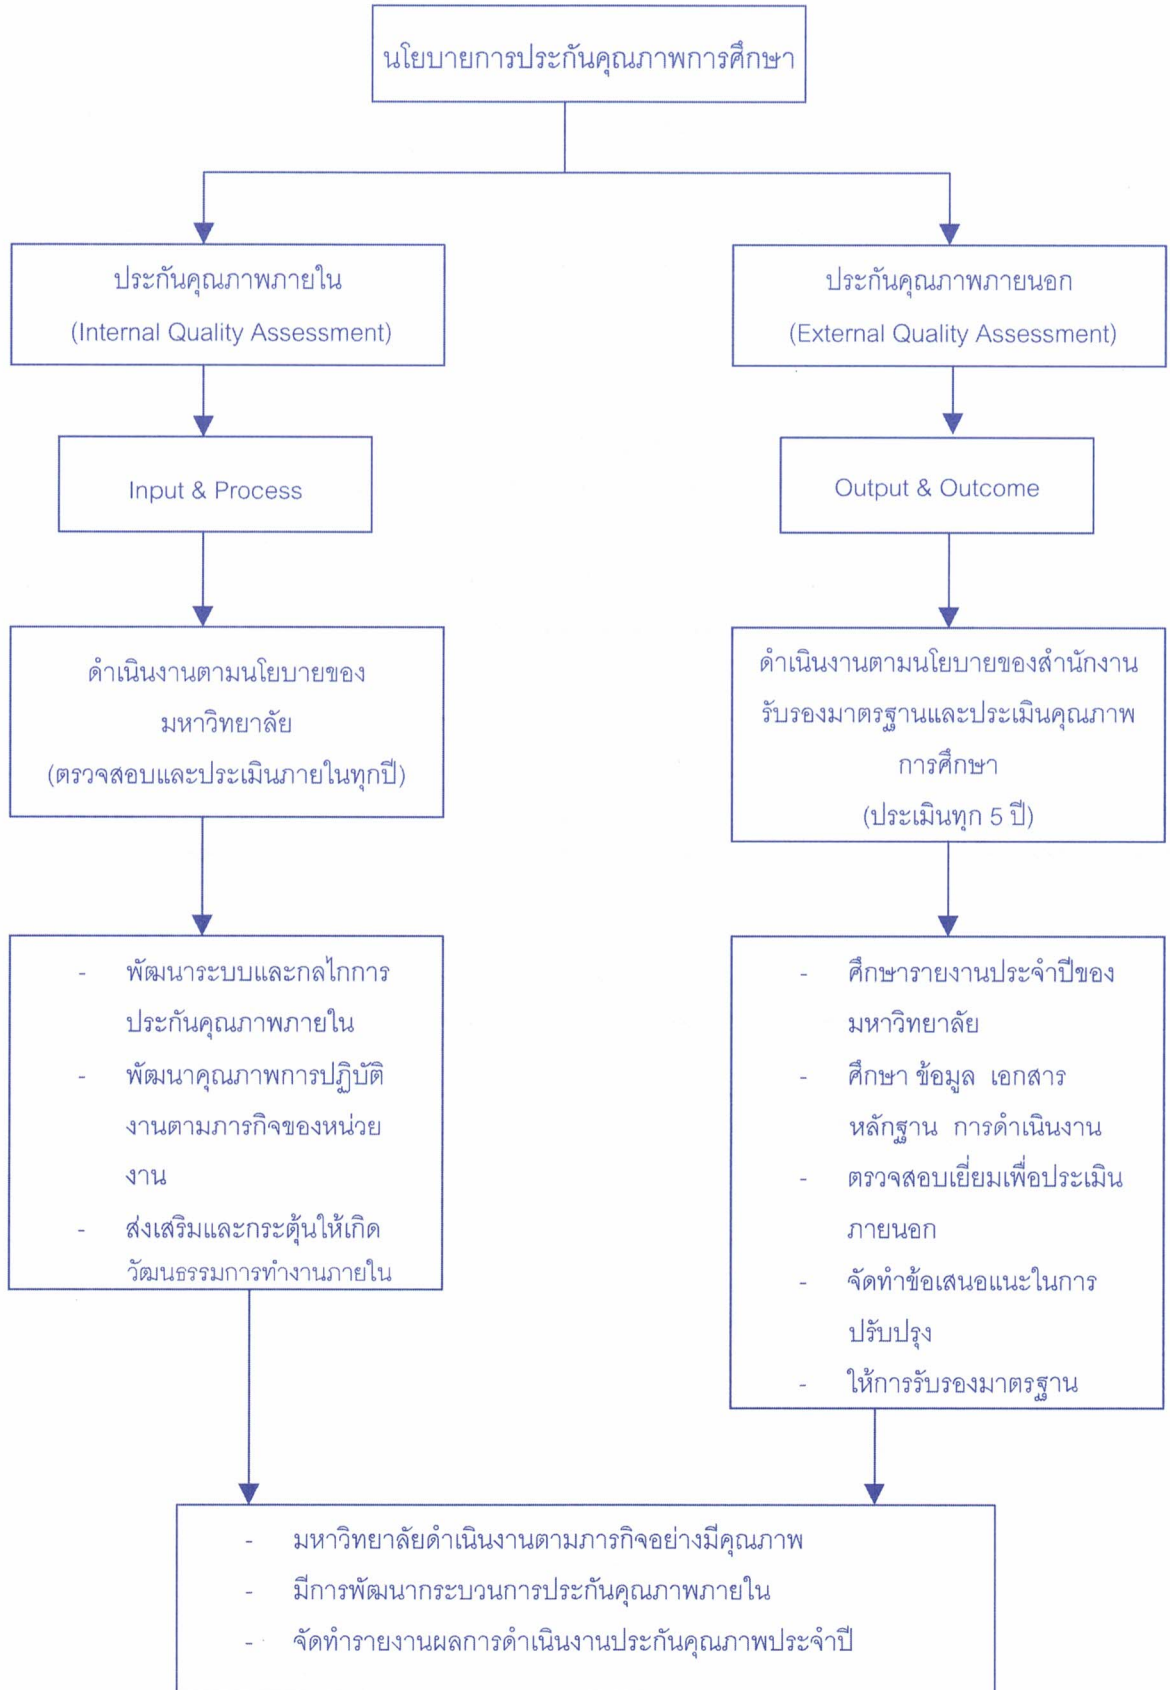 นโยบายการประกันคุณภาพการศึกษา
ประกันคุณภาพภายใน
(Internal Quality Assessment)
ประกันคุณภาพภายนอก
(External Quality Assessment)
Input & Process
Output & Outcome
ดำเนินงานตามนโยบายของ
มหาวิทยาลัย
(ตรวจสอบและประเมินภายในทุกปี)
ดำเนินงานตามนโยบายของสำนักงาน
รับรองมาตรฐานและประเมินคุณภาพ
การศึกษา
(ประเมินทุก 5 ปี)
- พัฒนาระบบและกลไกการ
ประกันคุณภาพภายใน
- พัฒนาคุณภาพการปฏิบัติ
งานตามภารกิจของหน่วย
งาน
- ส่งเสริมและกระตุ้นให้เกิด
วัฒนธรรมการทำงานภายใน
- ศึกษารายงานประจำปีของ
มหาวิทยาลัย
- ศึกษา ข้อมูล เอกสาร
หลักฐาน การดำเนินงาน
- ตรวจสอบเยี่ยมเพื่อประเมิน
ภายนอก
- จัดทำข้อเสนอแนะในการ
ปรับปรุง
- ให้การรับรองมาตรฐาน
- มหาวิทยาลัยดำเนินงานตามภารกิจอย่างมีคุณภาพ
- มีการพัฒนากระบวนการประกันคุณภาพภายใน
- จัดทำรายงานผลการดำเนินงานประกันคุณภาพประจำปี